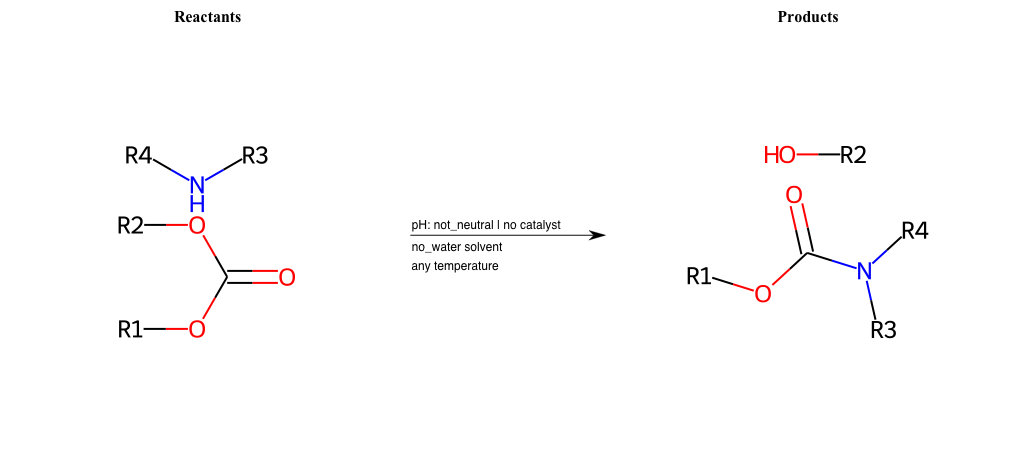 Reactants
Products
R4
R3
N
H
R2
O
O
R1
O
pH: not_neutral | no catalyst
no_water solvent
any temperature
HO
R2
O
R4
R1
N
O
R3